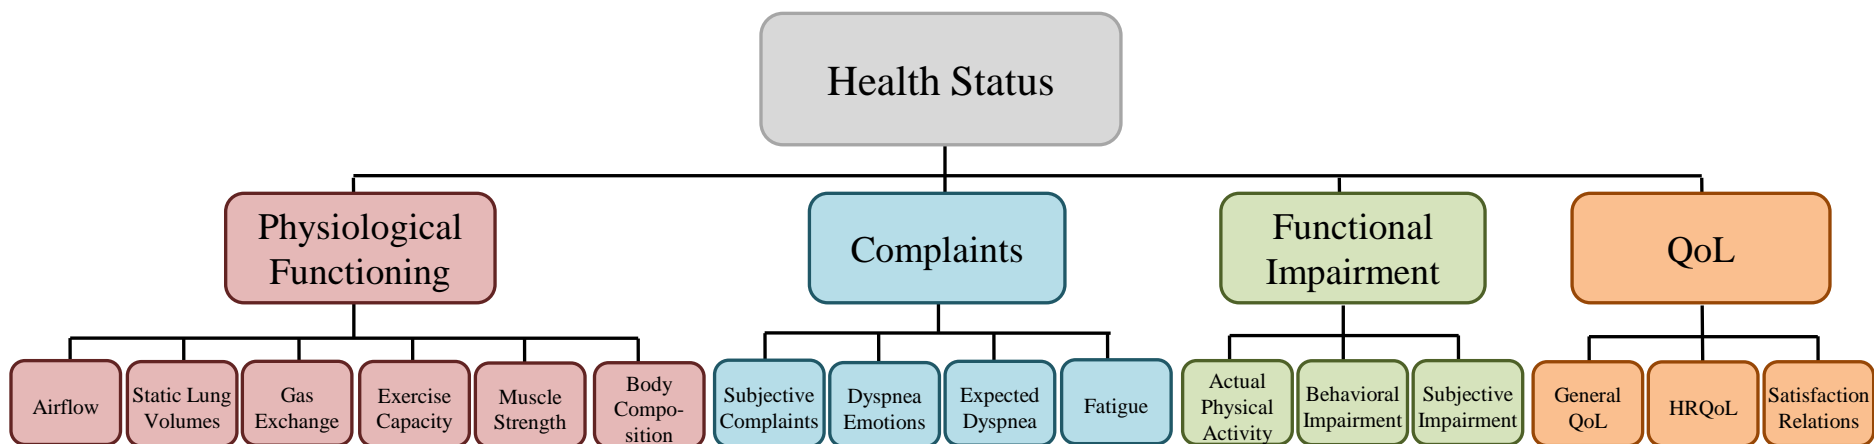 Health Status
Physiological
Functioning
Complaints
Functional
Impairment
QoL
Airflow
Static Lung
Volumes
Gas
Exchange
Exercise
Capacity
Muscle
Strength
Body
Compo-
sition
Subjective
Complaints
Dyspnea
Emotions
Expected
Dyspnea
Fatigue
Actual
Physical
Activity
Behavioral
Impairment
Subjective
Impairment
General
QoL
HRQoL
Satisfaction
Relations